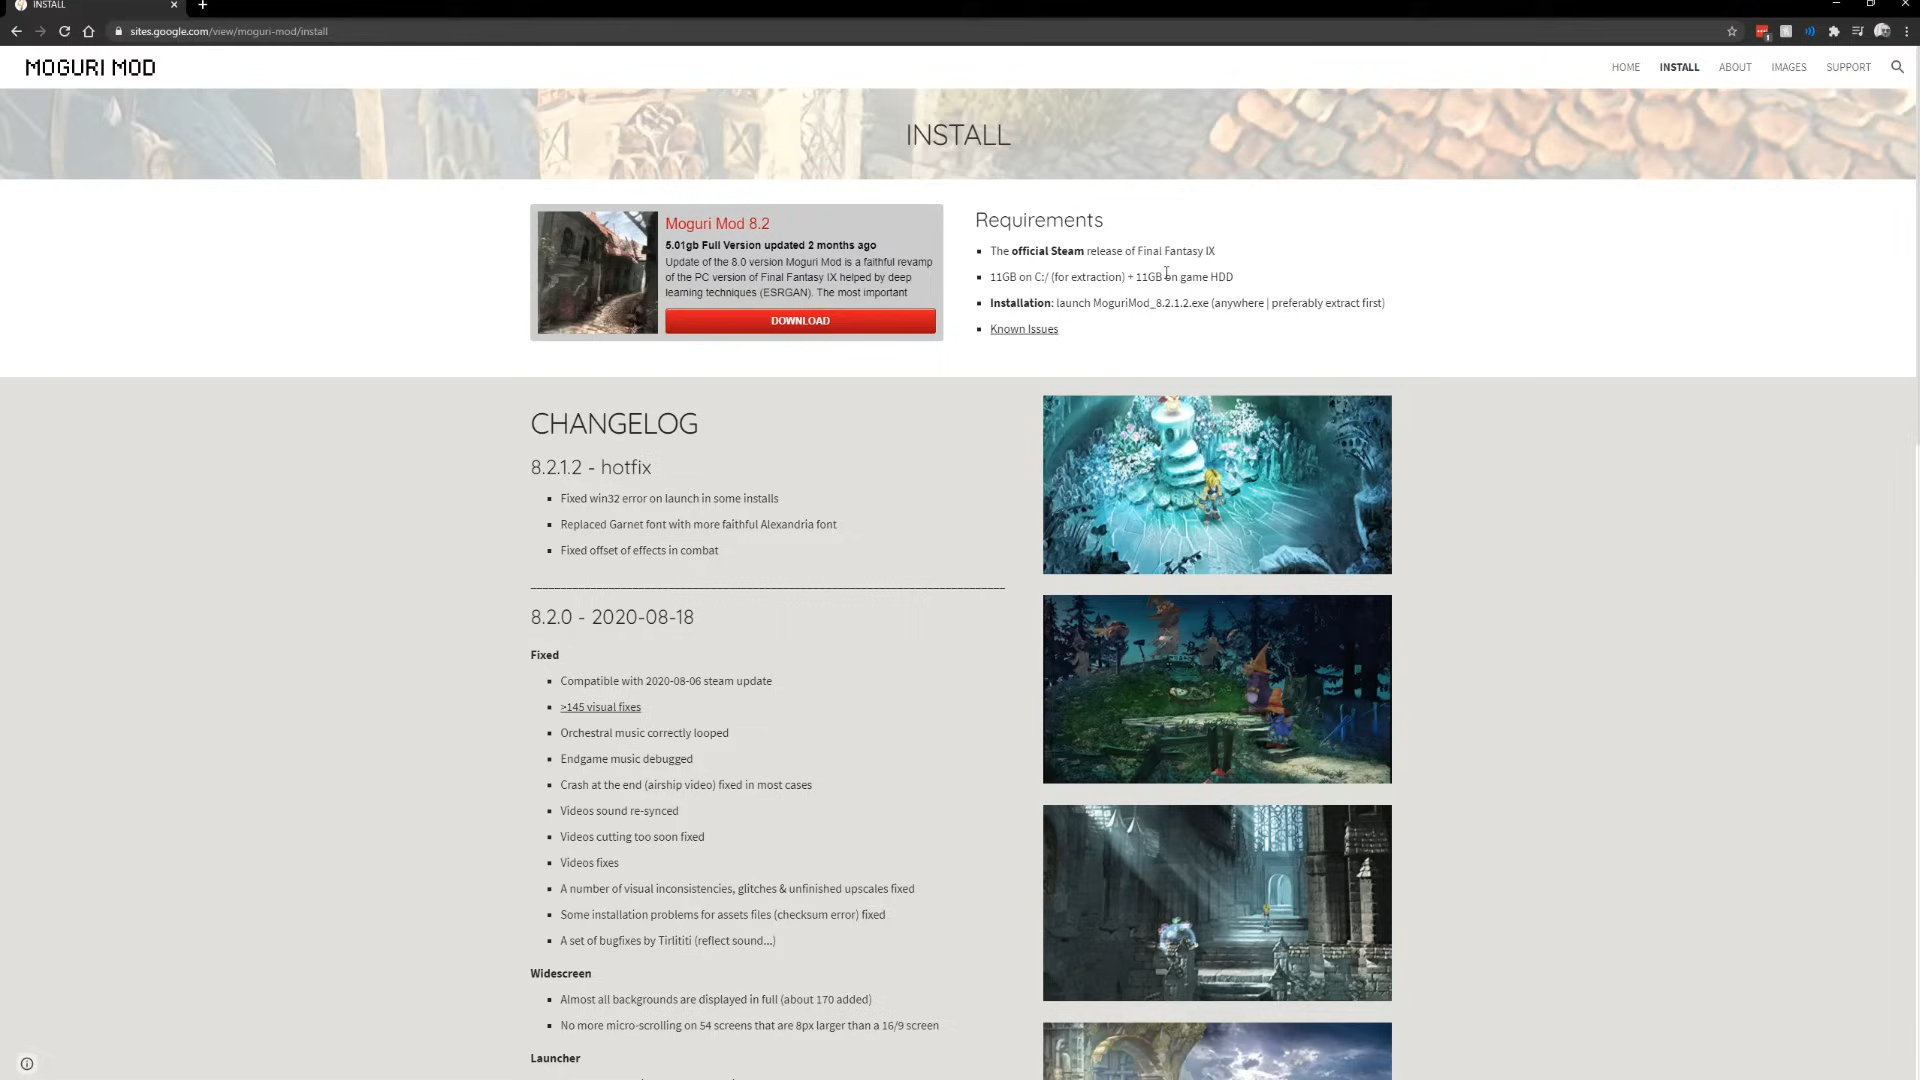 INSTALL
sites.google.com/view/moguri-mod/install
MOGURI MOD
HOME INSTALL ABOUT IMAGES SUPPORT
INSTALL
Moguri Mod 8.2
5.01gb Full Version updated 2 months ago
Update of the 8.0 version Moguri Mod is a faithful revamp
of the PC version of Final Fantasy IX helped by deep
learning techniques (ESRGAN). The most important
DOWNLOAD
Requirements
The official Steam release of Final Fantasy IX
11GB on C:/ (for extraction) + 11GB on game HDD
Installation: launch MoguriMod_8.2.1.2.exe (anywhere | preferably extract first)
Known Issues
CHANGELOG
8.2.1.2 - hotfix
Fixed win32 error on launch in some installs
Replaced Garnet font with more faithful Alexandria font
Fixed offset of effects in combat
8.2.0 - 2020-08-18
Fixed
Compatible with 2020-08-06 steam update
>145 visual fixes
Orchestral music correctly looped
Endgame music debugged
Crash at the end (airship video) fixed in most cases
Videos sound re-synced
Videos cutting too soon fixed
Videos fixes
A number of visual inconsistencies, glitches & unfinished upscales fixed
Some installation problems for assets files (checksum error) fixed
A set of bugfixes by Tirlititi (reflect sound...)
Widescreen
Almost all backgrounds are displayed in full (about 170 added)
No more micro-scrolling on 54 screens that are 8px larger than a 16/9 screen
Launcher